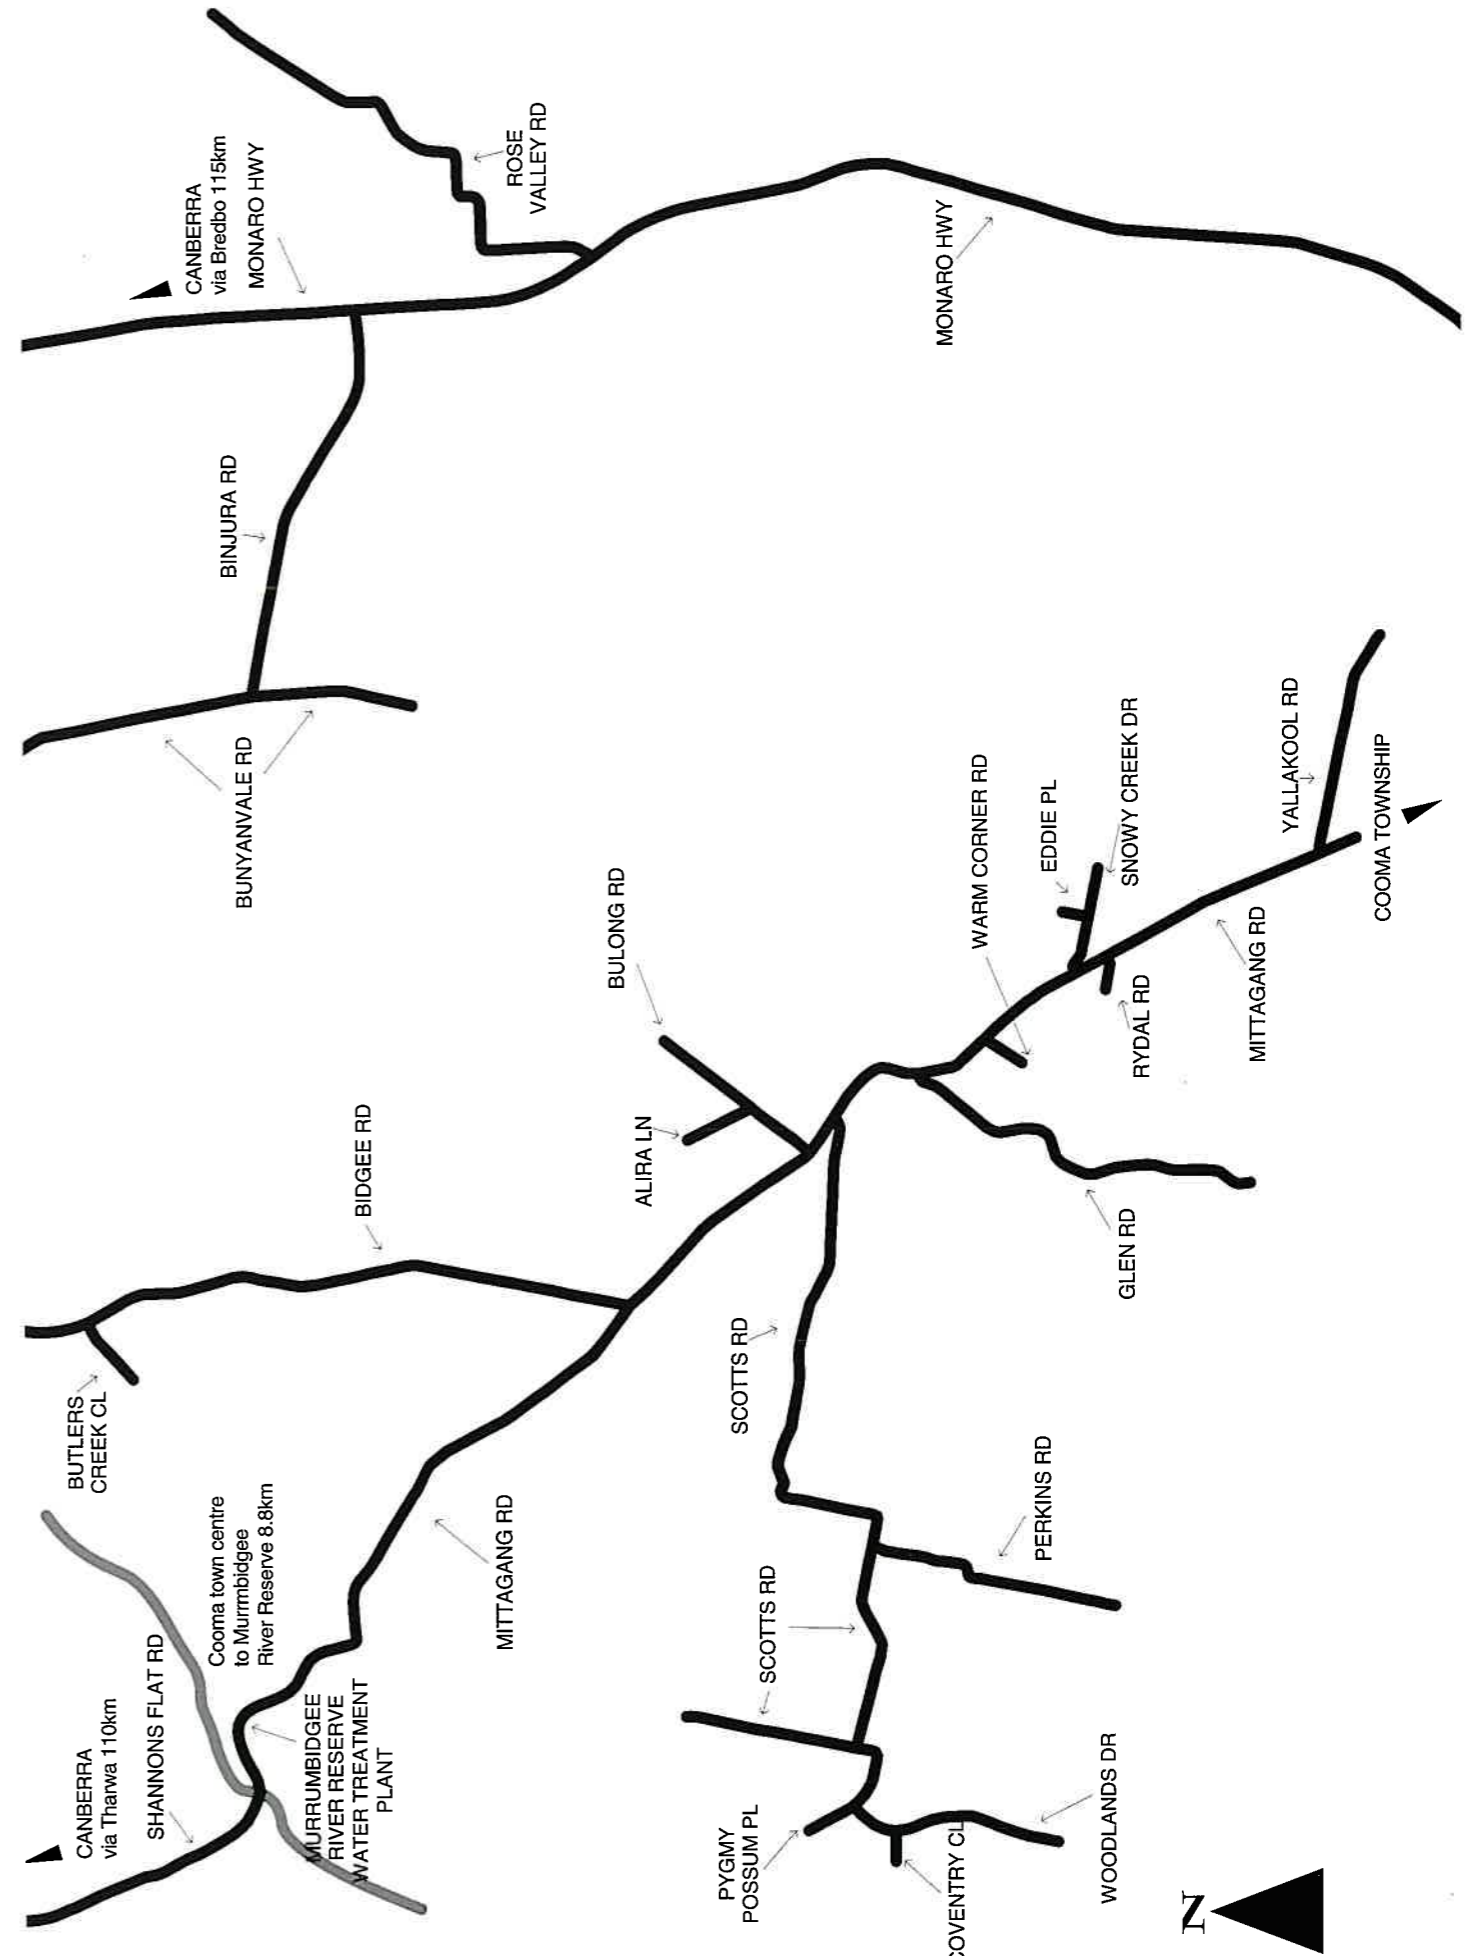 CANBERRA
via Tharwa 110km
SHANNONS FLAT RD
MURRUMBIDGEE
RIVER RESERVE
WATER TREATMENT
PLANT
Cooma town centre
to Murrmbidgee
River Reserve 8.8km
BUTLERS
CREEK CL
MITTAGANG RD
BIDGEE RD
BUNYANVALE RD
BINJURA RD
CANBERRA
via Bredbo 115km
MONARO HWY
ROSE
VALLEY RD
MONARO HWY
ALIRA LN
BULONG RD
PYGMY
POSSUM PL
SCOTTS RD
SCOTTS RD
COVENTRY CL
WOODLANDS DR
PERKINS RD
GLEN RD
WARM CORNER RD
EDDIE PL
SNOWY CREEK DR
RYDAL RD
MITTAGANG RD
YALLAKOOL RD
COOMA TOWNSHIP
N